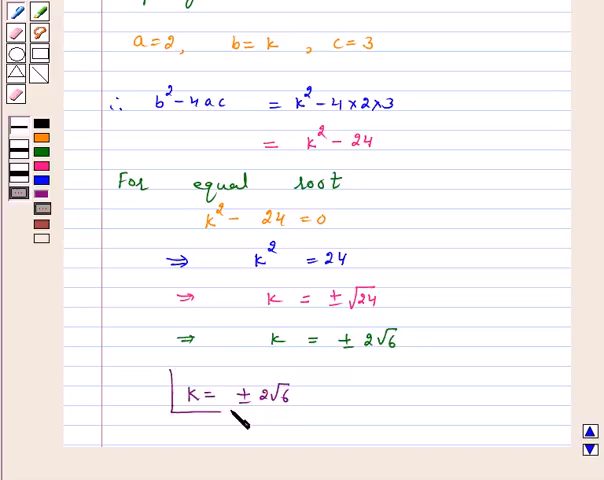 a = 2, b = k , c = 3
∴ b² - 4ac = k² - 4 × 2 × 3
= k² - 24
For equal root
k² - 24 = 0
⇒ k² = 24
⇒ k = ± √24
⇒ k = ± 2√6
k = ± 2√6